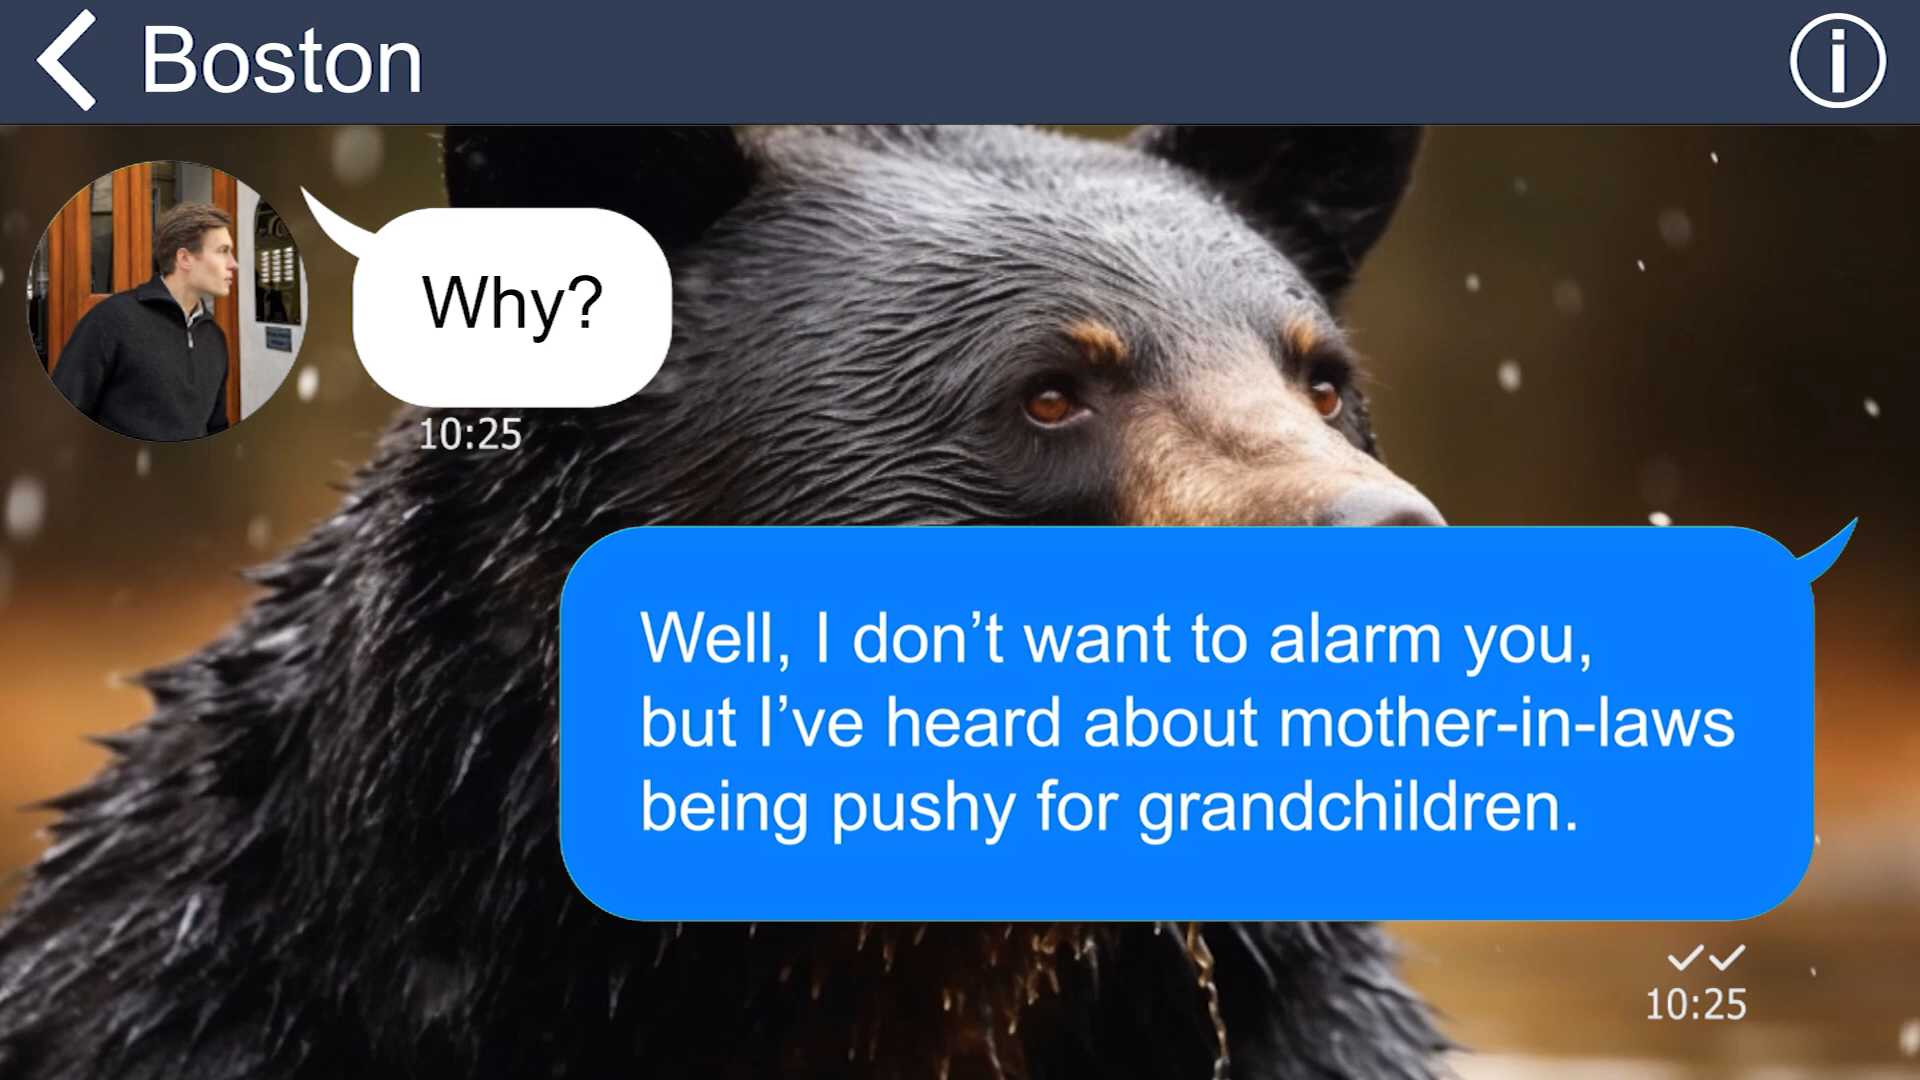 Boston
Why?
10:25
Well, I don’t want to alarm you,
but I’ve heard about mother-in-laws
being pushy for grandchildren.
10:25